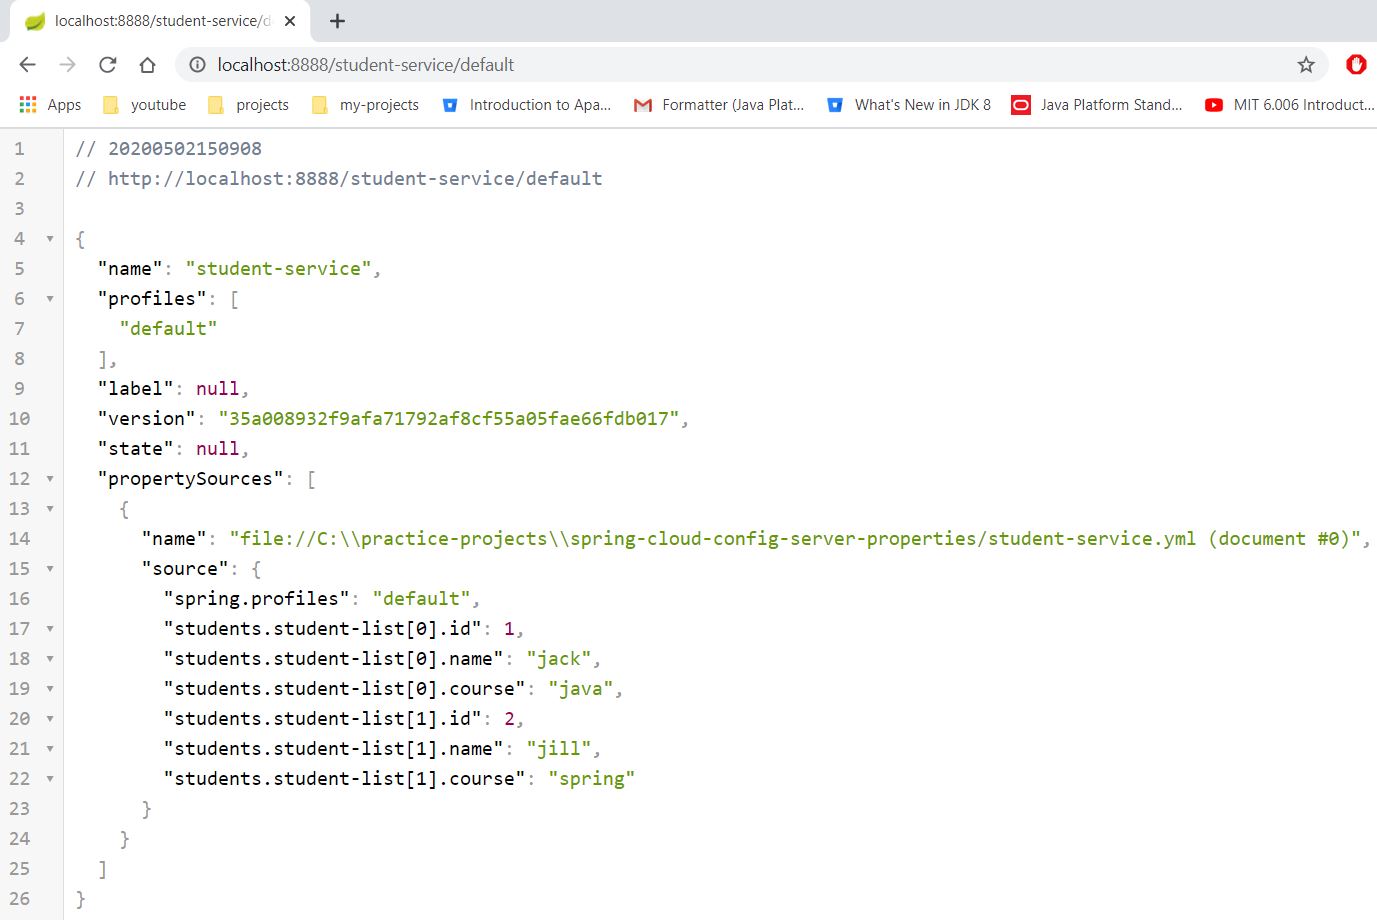 localhost:8888/student-service/d
localhost:8888/student-service/default
Apps youtube projects my-projects Introduction to Apa... Formatter (Java Plat... What's New in JDK 8 Java Platform Stand... MIT 6.006 Introduct...
1 // 20200502150908
2 // http://localhost:8888/student-service/default
3
4 {
5 "name": "student-service",
6 "profiles": [
7 "default"
8 ],
9 "label": null,
10 "version": "35a008932f9afa71792af8cf55a05fae66fdb017",
11 "state": null,
12 "propertySources": [
13 {
14 "name": "file://C:\\practice-projects\\spring-cloud-config-server-properties/student-service.yml (document #0)",
15 "source": {
16 "spring.profiles": "default",
17 "students.student-list[0].id": 1,
18 "students.student-list[0].name": "jack",
19 "students.student-list[0].course": "java",
20 "students.student-list[1].id": 2,
21 "students.student-list[1].name": "jill",
22 "students.student-list[1].course": "spring"
23 }
24 }
25 ]
26 }